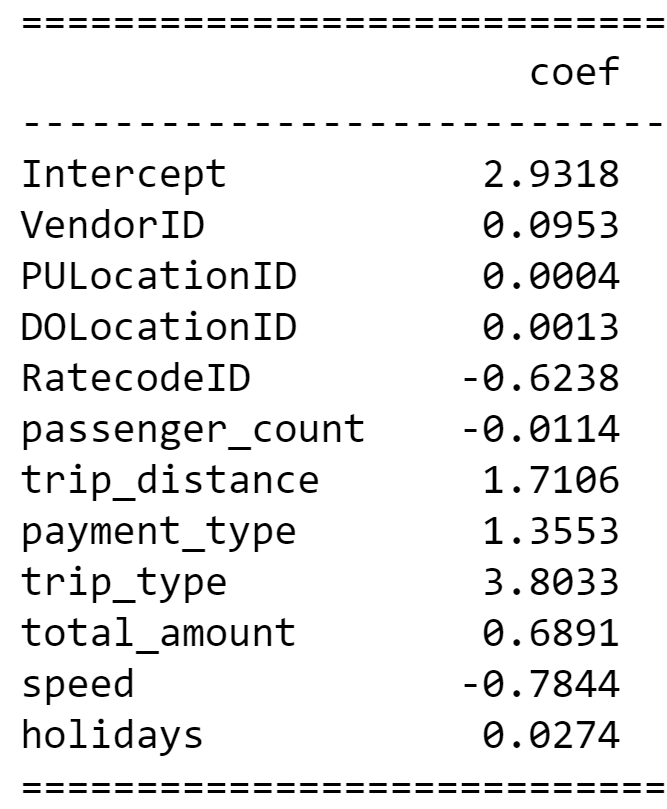 ============================
coef
----------------------------
Intercept 2.9318
VendorID 0.0953
PULocationID 0.0004
DOLocationID 0.0013
RatecodeID -0.6238
passenger_count -0.0114
trip_distance 1.7106
payment_type 1.3553
trip_type 3.8033
total_amount 0.6891
speed -0.7844
holidays 0.0274
============================